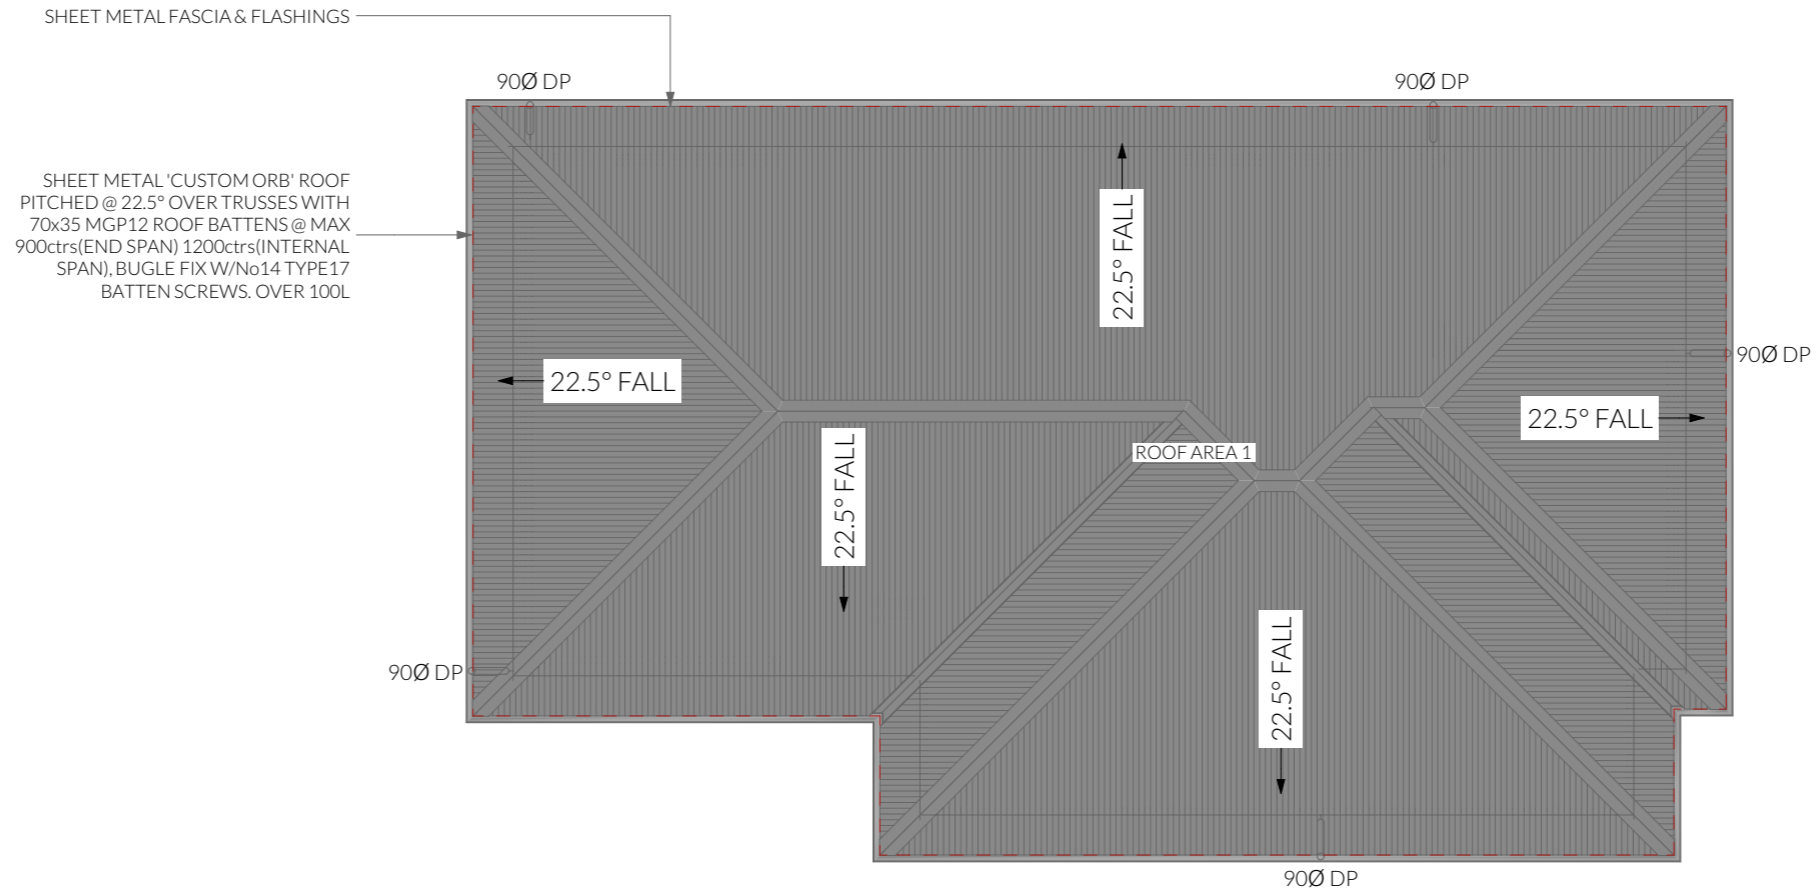 SHEET METAL FASCIA & FLASHINGS
90Ø DP
90Ø DP
SHEET METAL 'CUSTOM ORB' ROOF
PITCHED @ 22.5° OVER TRUSSES WITH
70x35 MGP12 ROOF BATTENS @ MAX
900ctrs(END SPAN) 1200ctrs(INTERNAL
SPAN), BUGLE FIX W/No14 TYPE17
BATTEN SCREWS. OVER 100L
22.5° FALL
90Ø DP
22.5° FALL
22.5° FALL
ROOF AREA 1
22.5° FALL
22.5° FALL
90Ø DP
90Ø DP